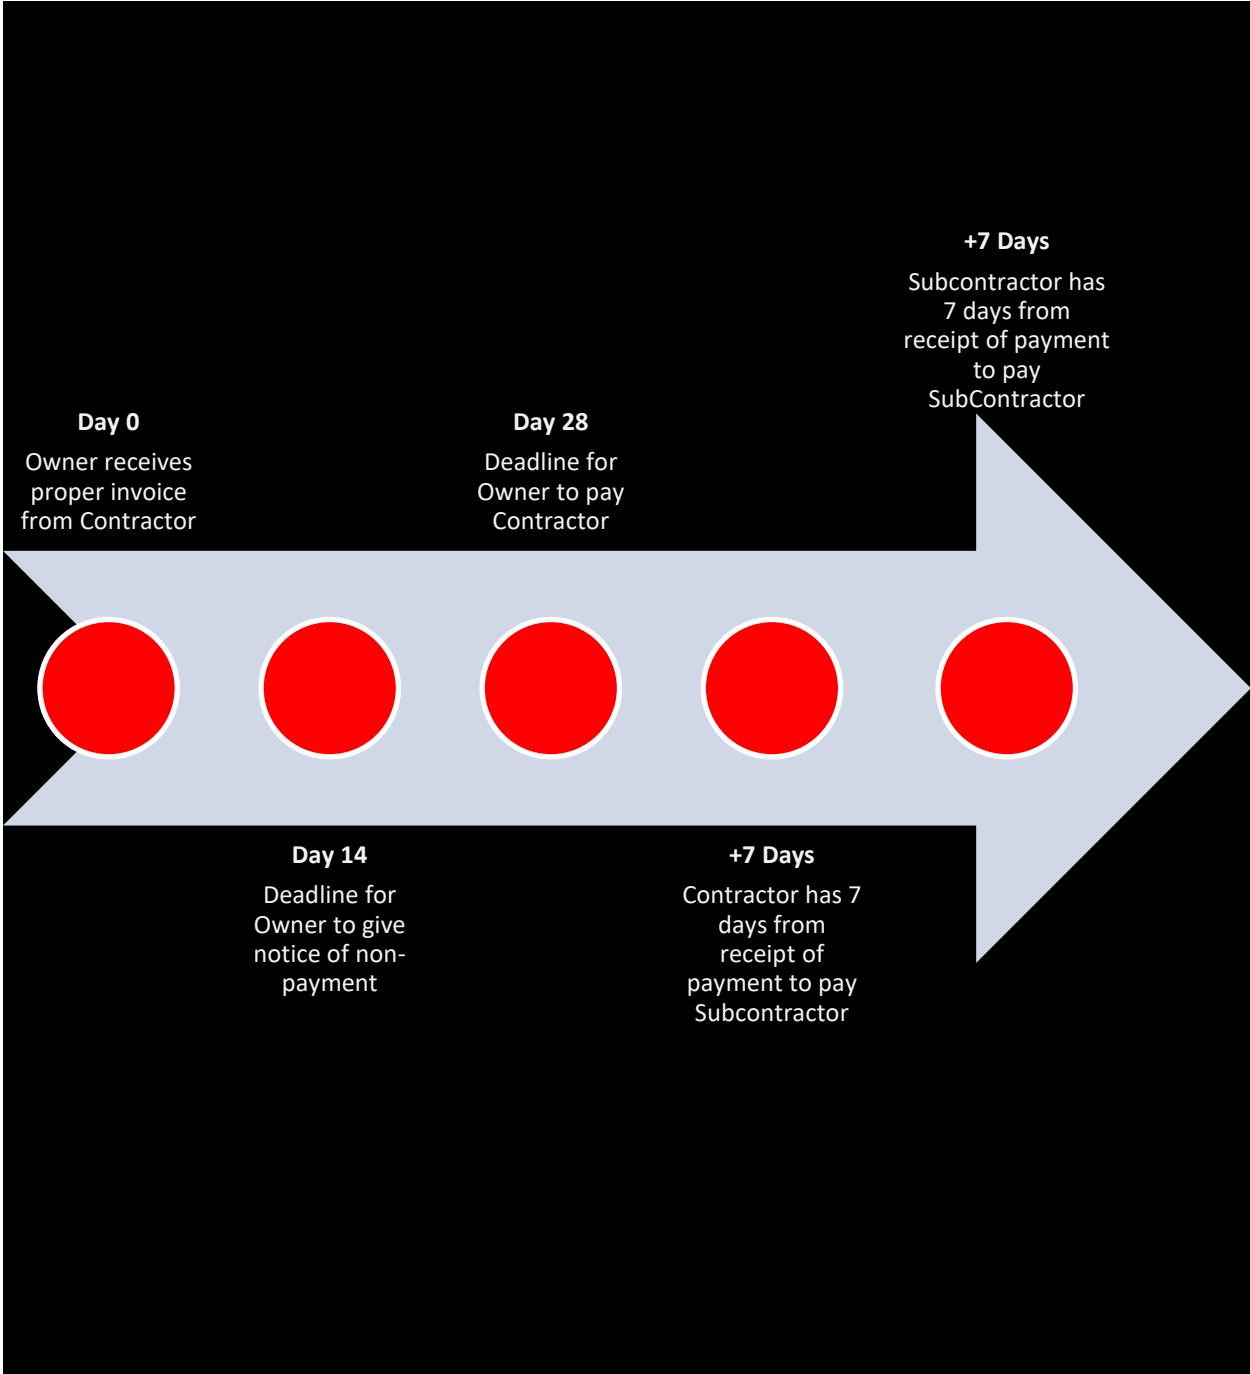 Day 0
Owner receives
proper invoice
from Contractor
Day 14
Deadline for
Owner to give
notice of non-
payment
Day 28
Deadline for
Owner to pay
Contractor
+7 Days
Contractor has 7
days from
receipt of
payment to pay
Subcontractor
+7 Days
Subcontractor has
7 days from
receipt of payment
to pay
SubContractor